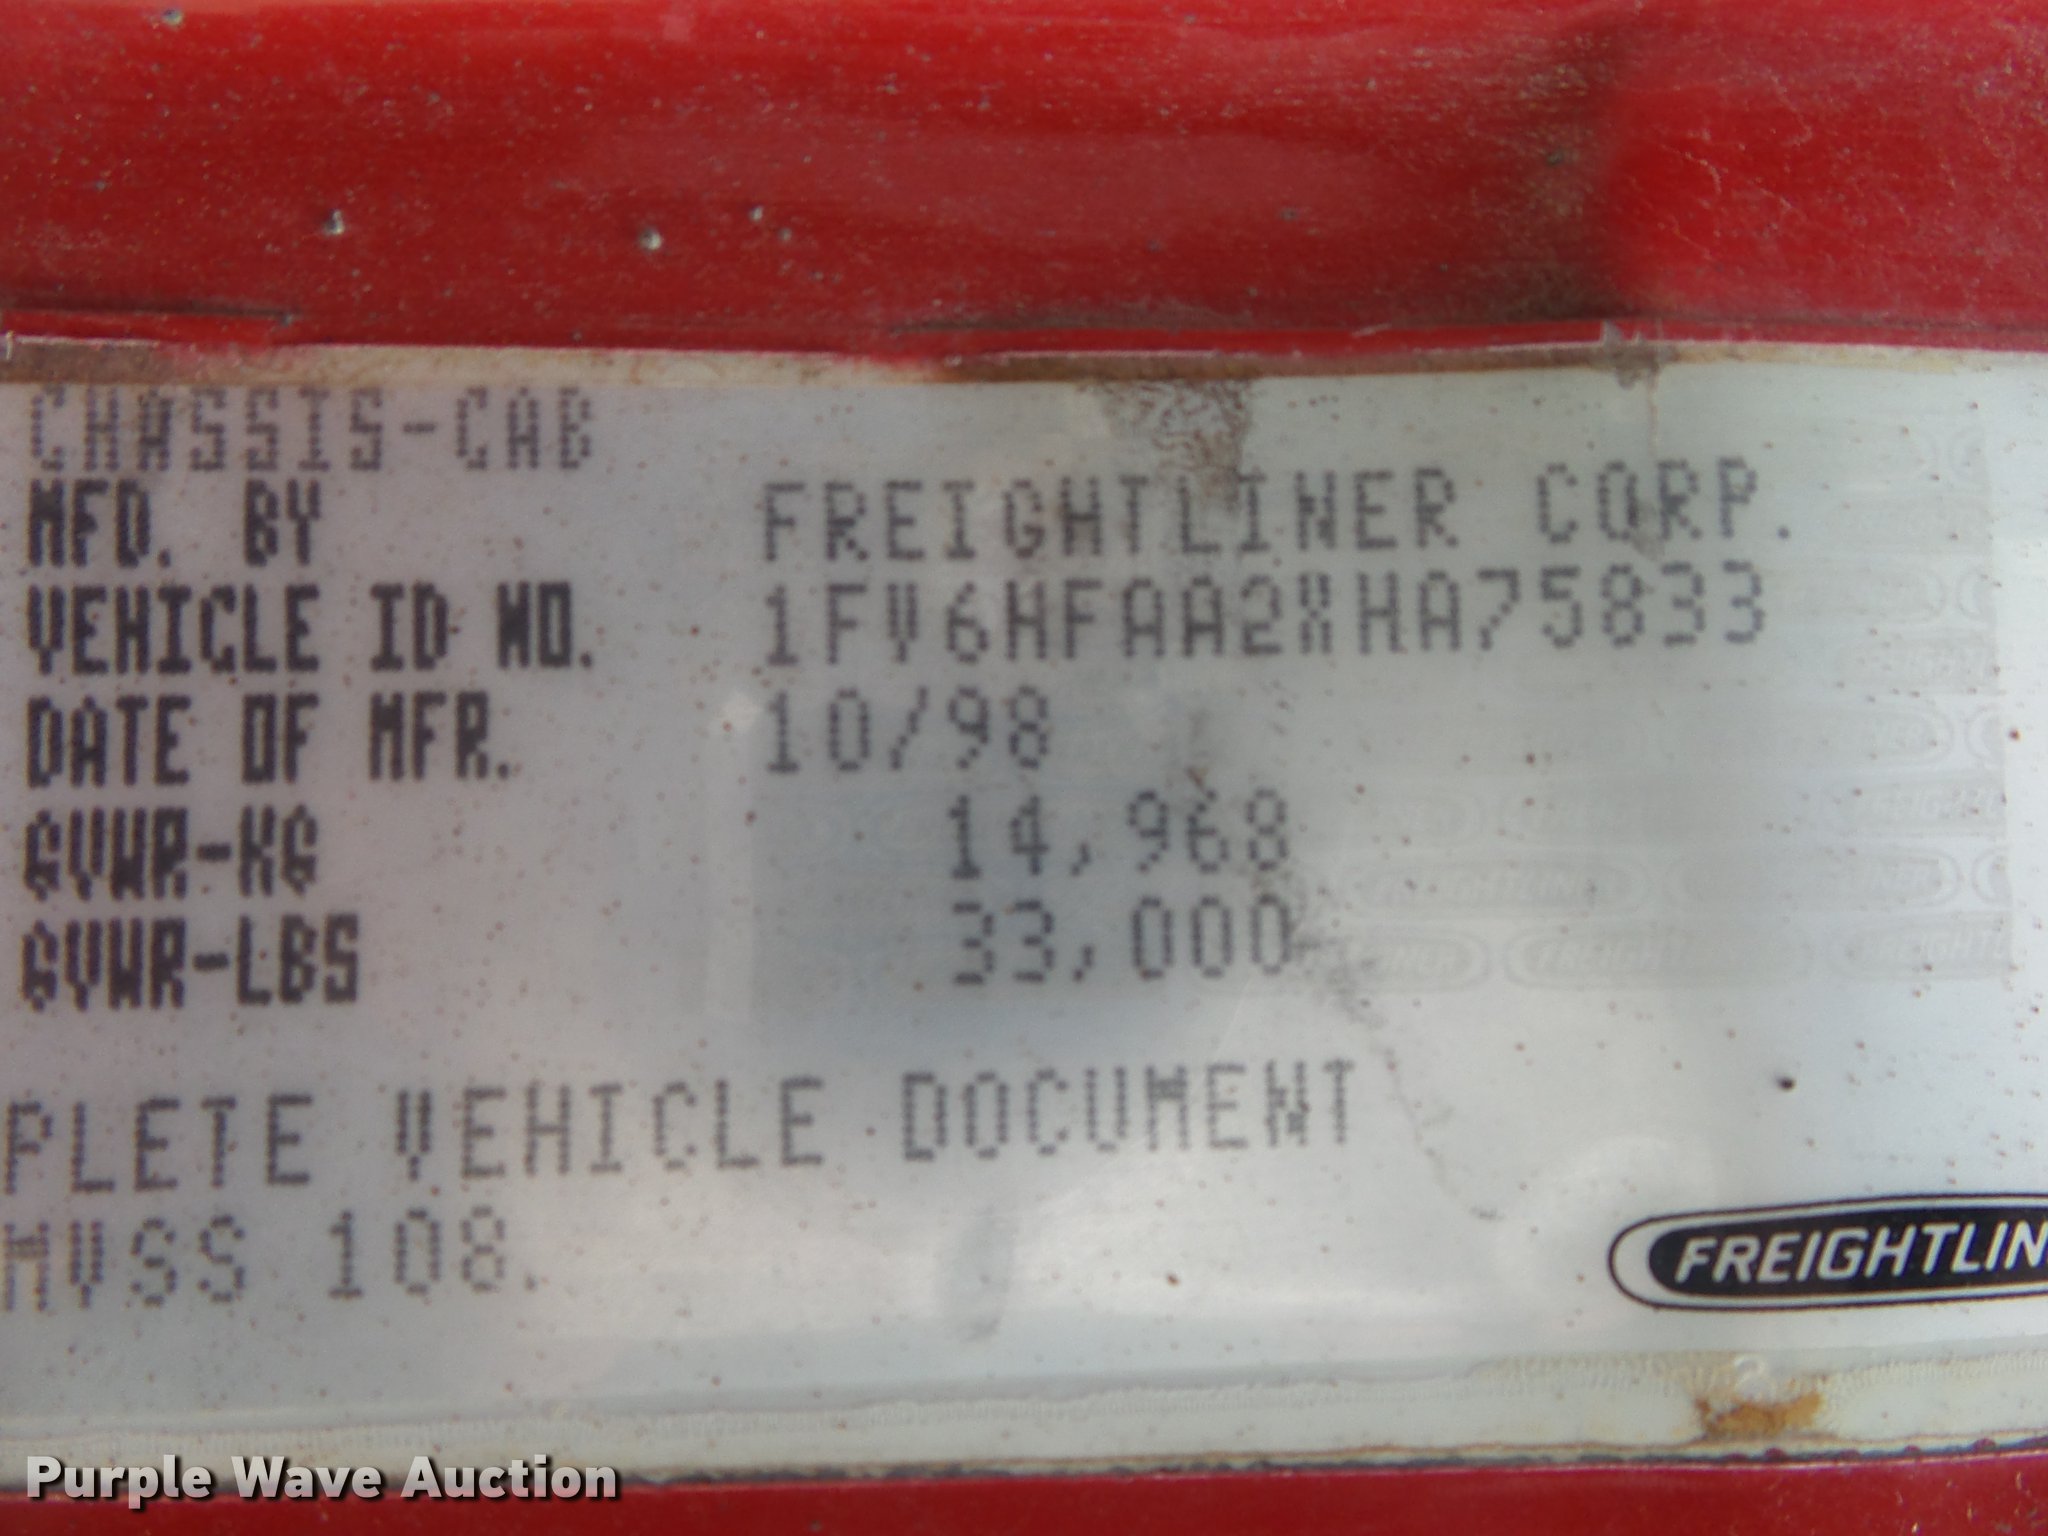 CHASSIS-CAB
MFD. BY FREIGHTLINER CORP.
VEHICLE ID NO. 1FV6HFAA2XHA75833
DATE OF MFR. 10/98
GVWR-KG 14,968
GVWR-LBS 33,000
PLETE VEHICLE DOCUMENT
MVSS 108.
FREIGHTLIN
Purple Wave Auction